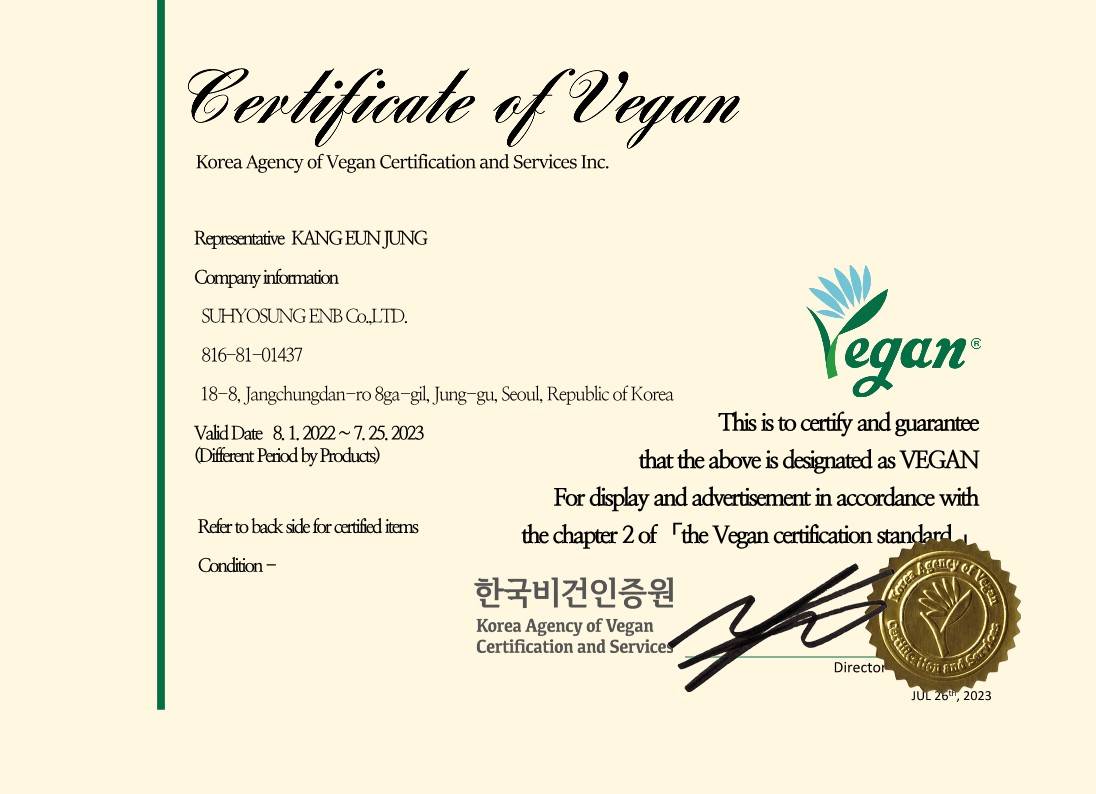 Certificate of Vegan
Korea Agency of Vegan Certification and Services Inc.
Representative KANG EUN JUNG
Company information
SUHYOSUNG ENB Co.,LTD.
816-81-01437
18-8, Jangchungdan-ro 8ga-gil, Jung-gu, Seoul, Republic of Korea
Valid Date 8. 1. 2022 ~ 7. 25. 2023
(Different Period by Products)
Refer to back side for certified items
Condition -
Vegan®
This is to certify and guarantee
that the above is designated as VEGAN
For display and advertisement in accordance with
the chapter 2 of 「the Vegan certification standard」
한국비건인증원
Korea Agency of Vegan
Certification and Services
Director
Korea Agency of Vegan
Certification and Services
JUL 26th, 2023